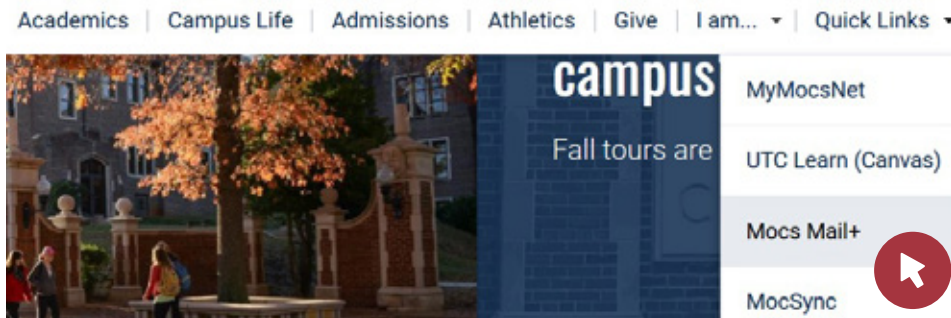 Academics | Campus Life | Admissions | Athletics | Give | I am... | Quick Links
campus
Fall tours are
MyMocsNet
UTC Learn (Canvas)
Mocs Mail+
MocSync